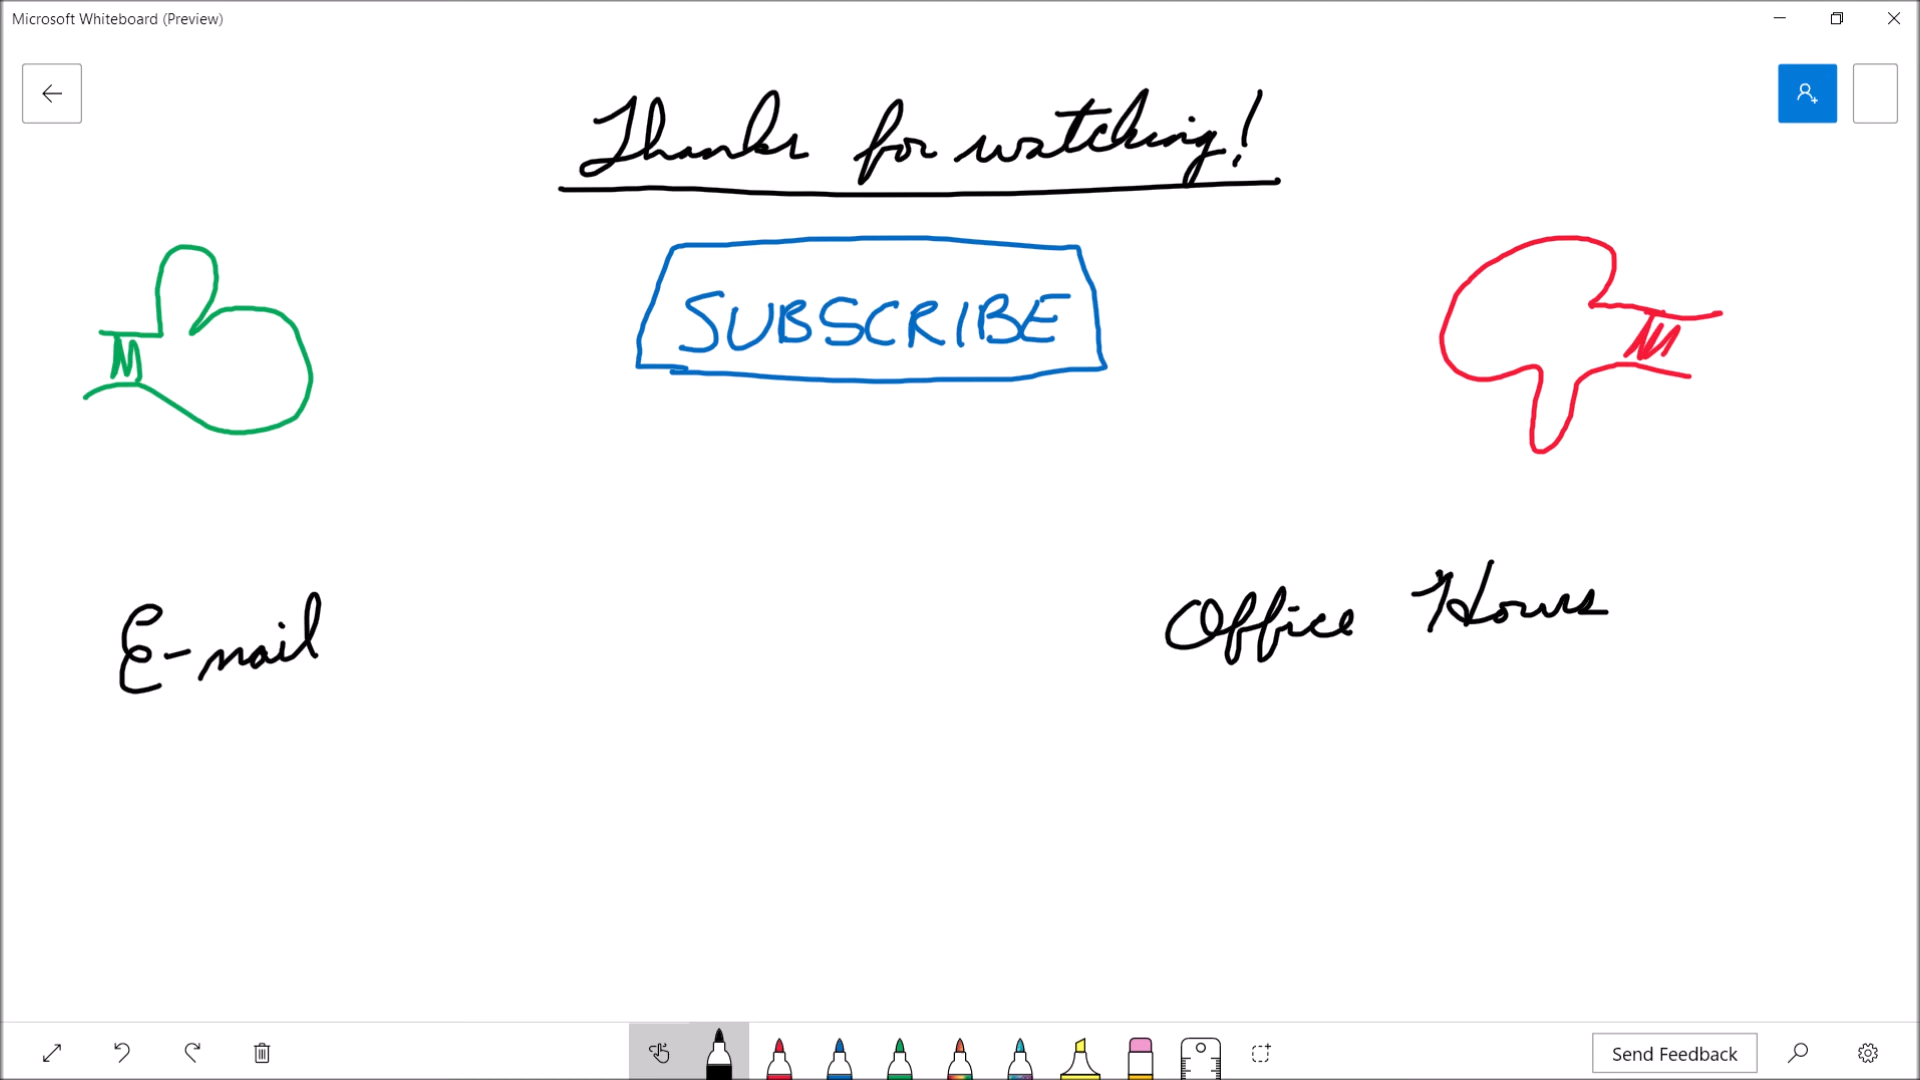 Microsoft Whiteboard (Preview)
Thanks for watching!
SUBSCRIBE
E-mail
Office Hours
Send Feedback